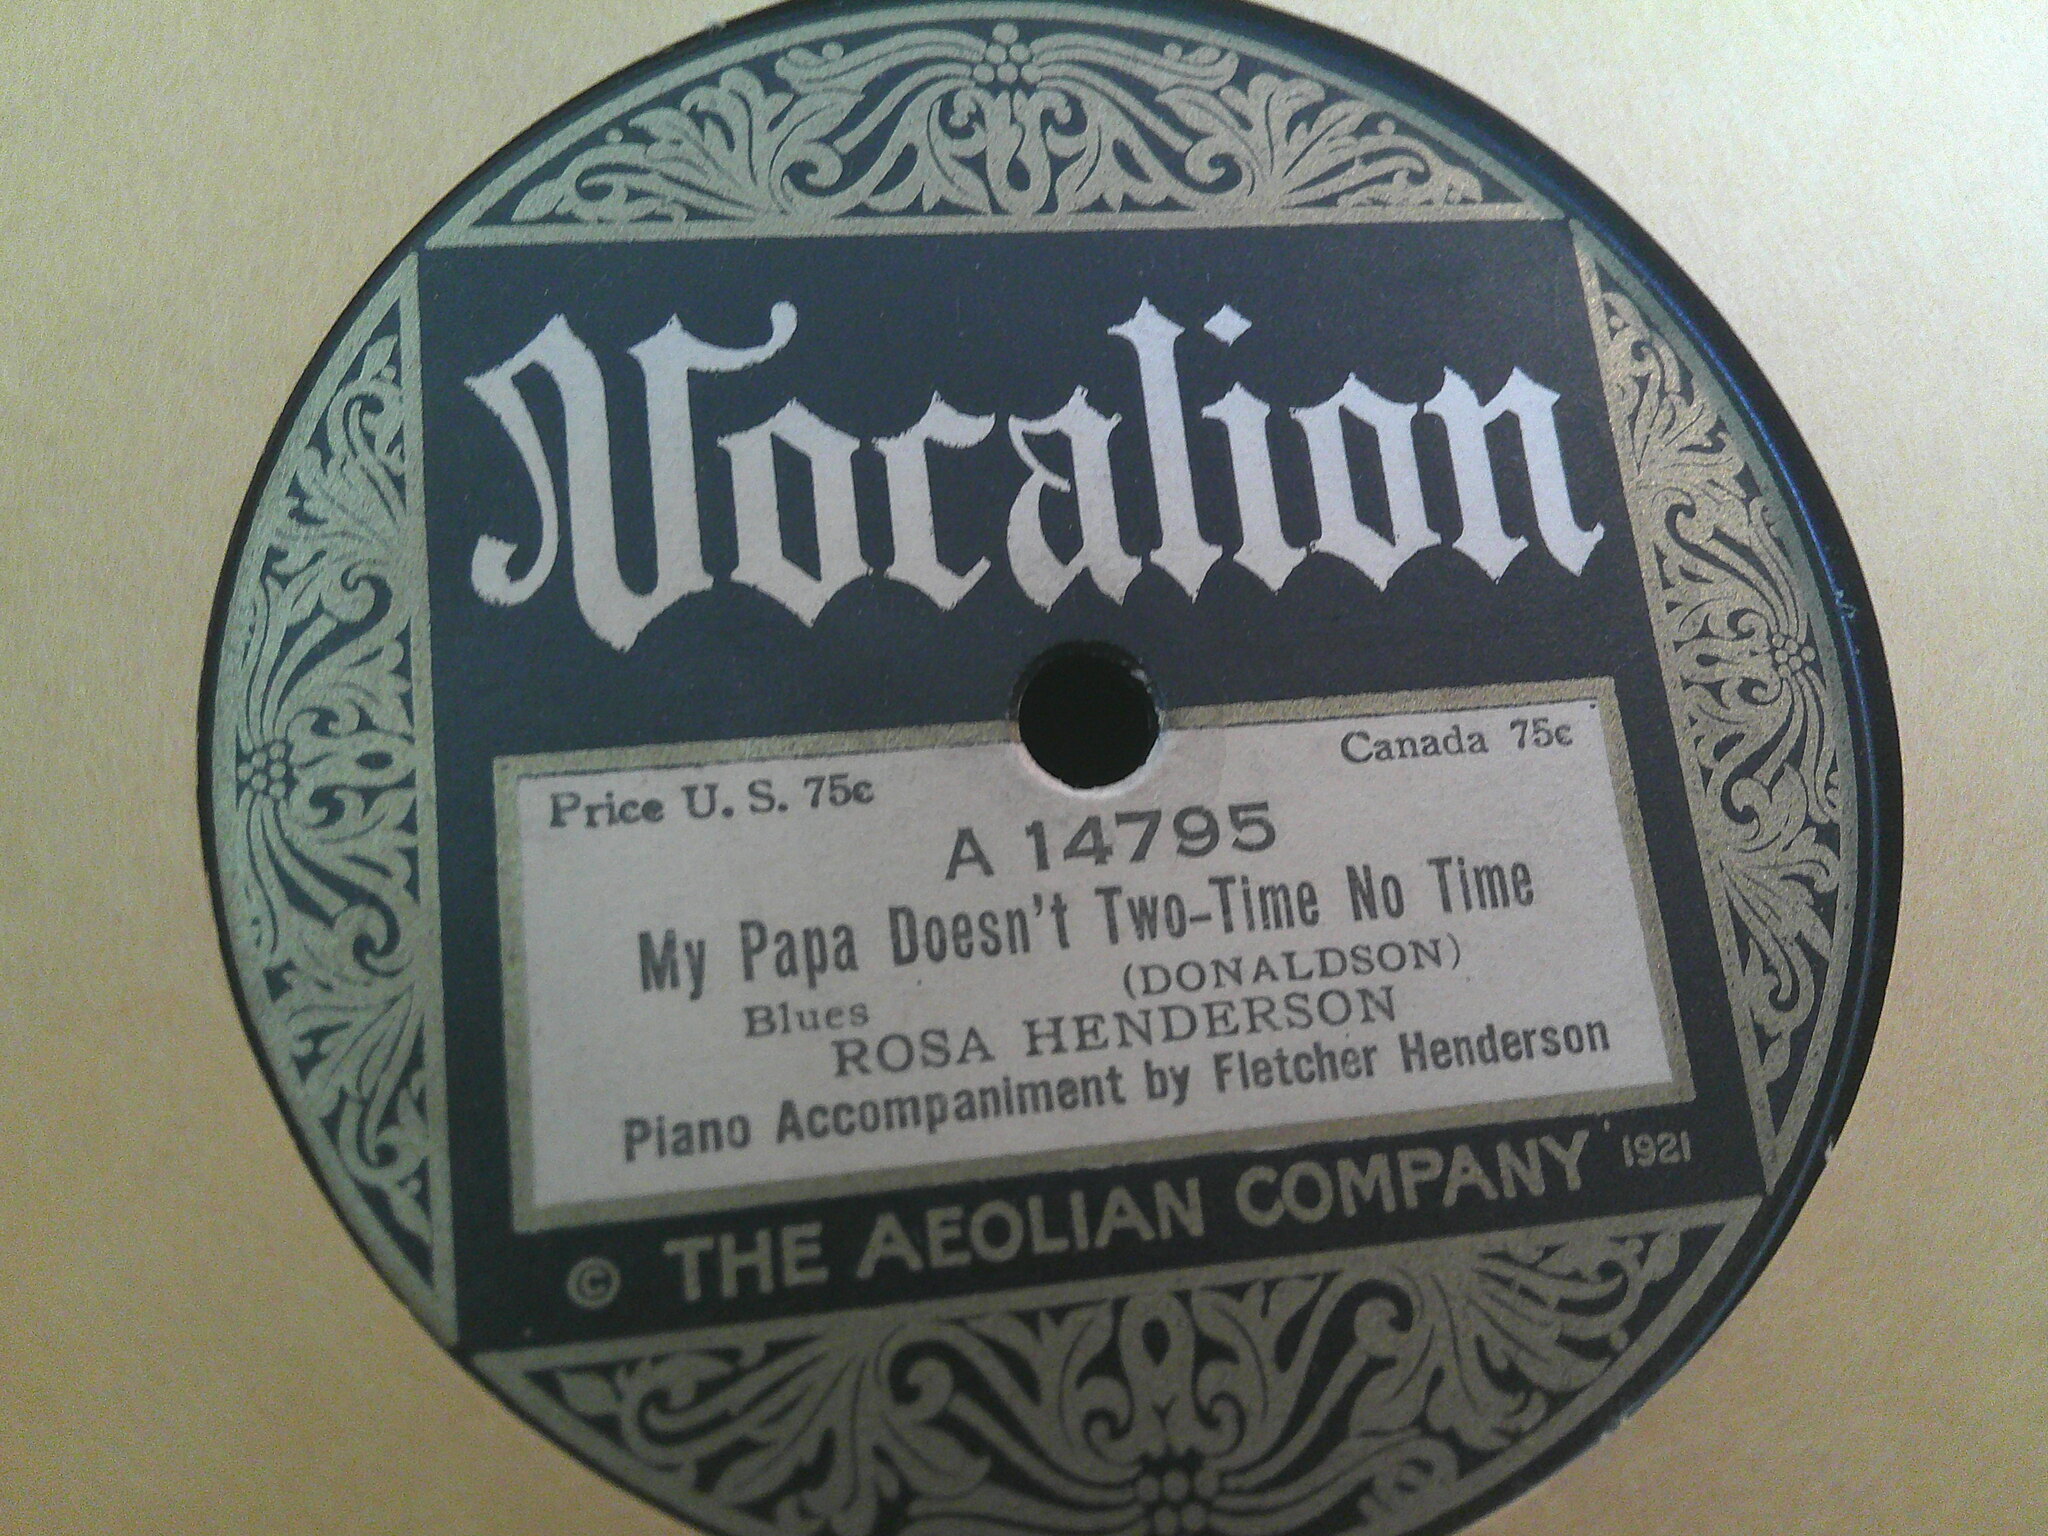 Vocalion
Price U. S. 75c
Canada 75c
A 14795
My Papa Doesn't Two-Time No Time
Blues (DONALDSON)
ROSA HENDERSON
Piano Accompaniment by Fletcher Henderson
© THE AEOLIAN COMPANY 1921